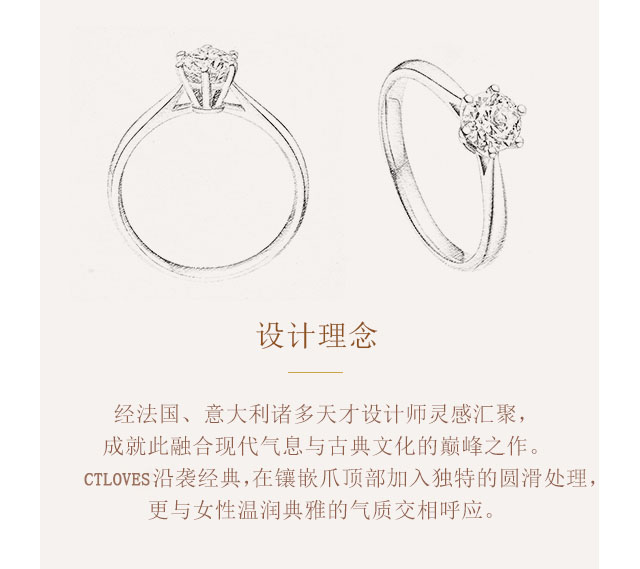 设计理念
经法国、意大利诸多天才设计师灵感汇聚，
成就此融合现代气息与古典文化的巅峰之作。
CTLOVES沿袭经典，在镶嵌爪顶部加入独特的圆滑处理，
更与女性温润典雅的气质交相呼应。